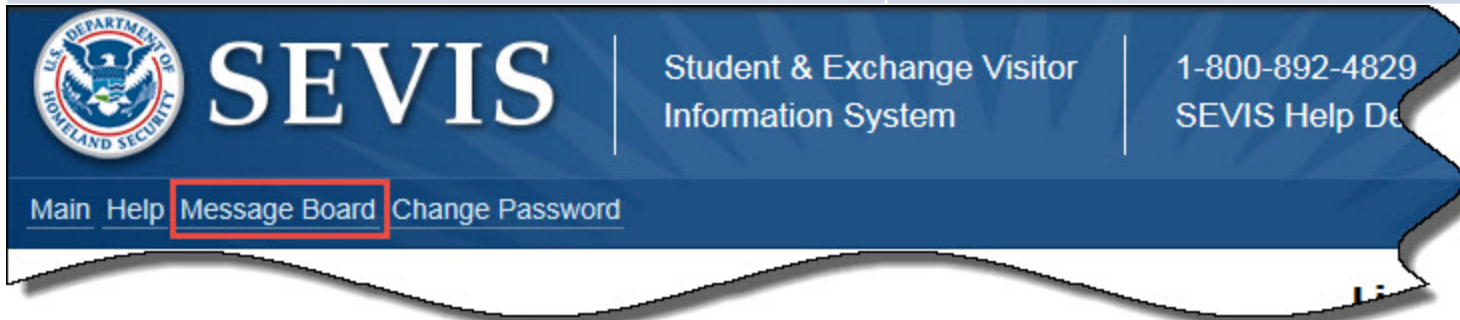 U.S. DEPARTMENT OF HOMELAND SECURITY
SEVIS
Student & Exchange Visitor
Information System
1-800-892-4829
SEVIS Help
Main Help Message Board Change Password